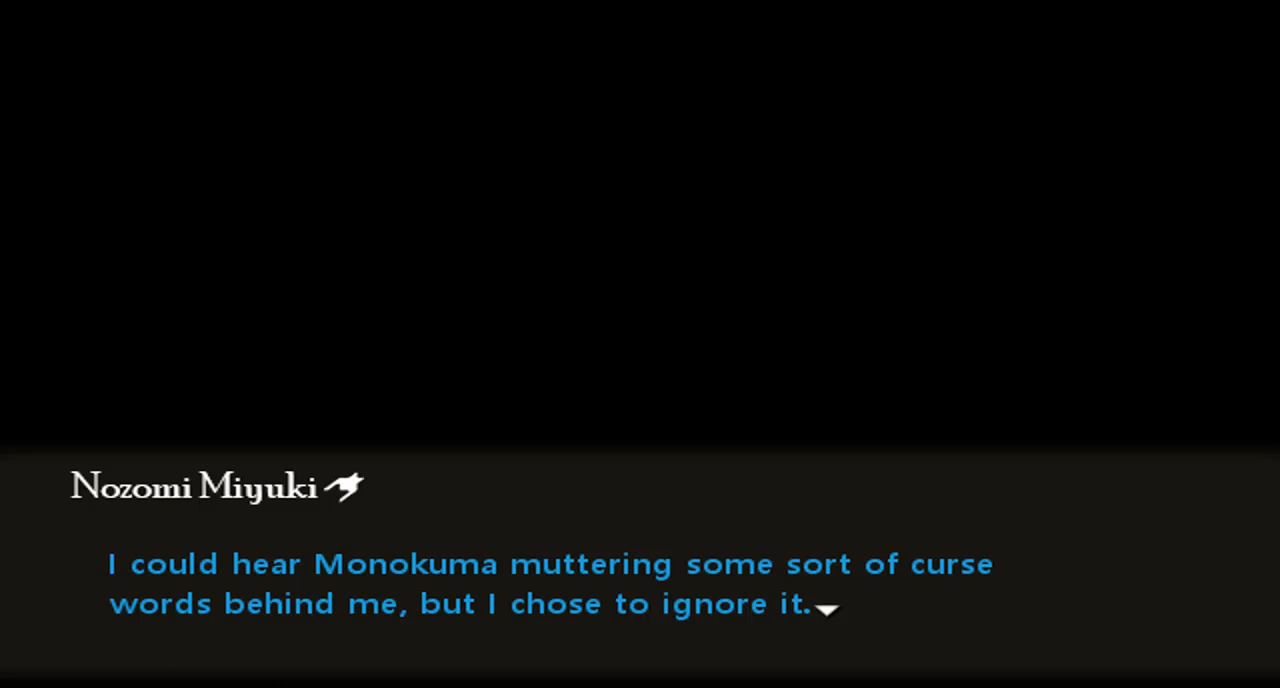 Nozomi Miyuki
I could hear Monokuma muttering some sort of curse
words behind me, but I chose to ignore it.